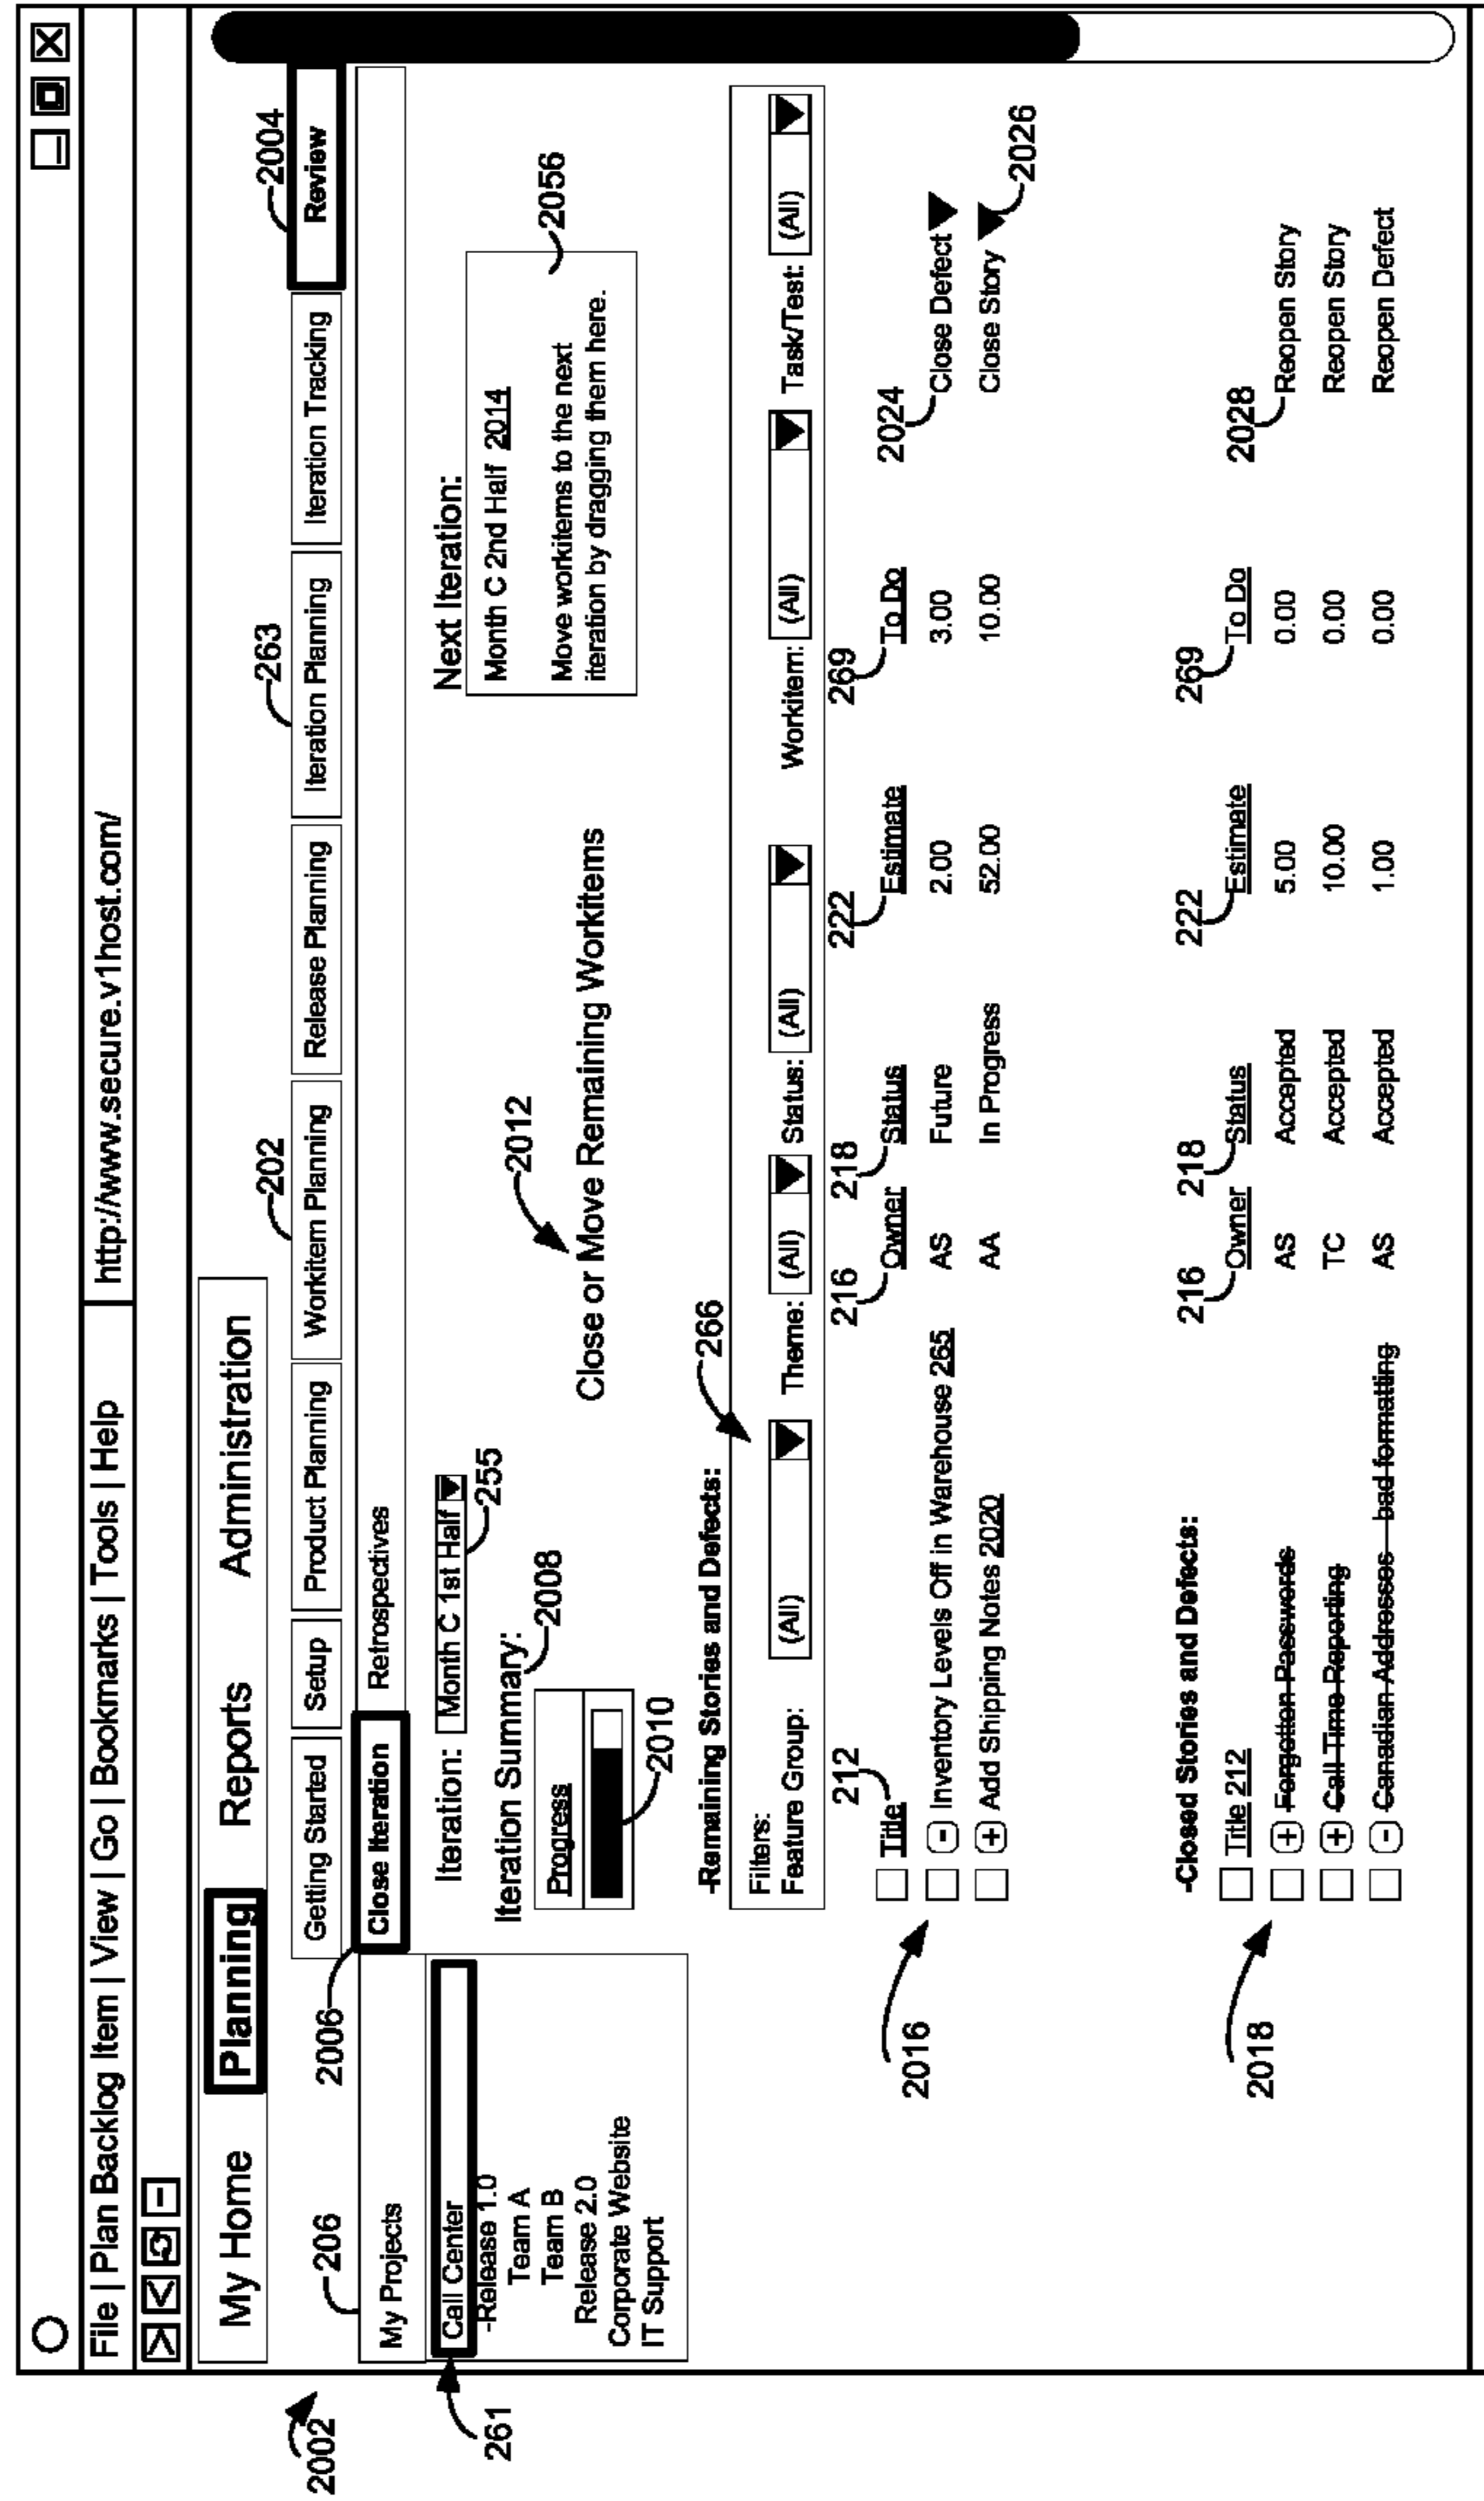 File | Plan Backlog Item | View | Go | Bookmarks | Tools | Help http://www.secure.v1host.com/
2002
My Home Planning Reports Administration
206 2006 202 263 2004
Getting Started Setup Product Planning Workitem Planning Release Planning Iteration Planning Iteration Tracking Review
My Projects Close Iteration Retrospectives
261
Call Center
-Release 1.0
Team A
Team B
Release 2.0
Corporate Website
IT Support
Iteration: Month C 1st Half 255
Next Iteration:
Iteration Summary: 2008
Month C 2nd Half 2014
2012
2056
Progress
Close or Move Remaining Workitems
Move workitems to the next
iteration by dragging them here.
2010
-Remaining Stories and Defects: 266
Filters:
Feature Group: (All) Theme: (All) Status: (All) Workitem: (All) Task/Test: (All)
212 216 218 222 269 2024
Title Owner Status Estimate To Do
2016
- Inventory Levels Off in Warehouse 265 AS Future 2.00 3.00 Close Defect
+ Add Shipping Notes 2020 AA In Progress 52.00 10.00 Close Story
2026
-Closed Stories and Defects: 216 218 222 269 2028
Title 212 Owner Status Estimate To Do
2018
+ Forgotten Passwords AS Accepted 5.00 0.00 Reopen Story
+ Call Time Reporting TC Accepted 10.00 0.00 Reopen Story
- Canadian Addresses - bad formatting AS Accepted 1.00 0.00 Reopen Defect